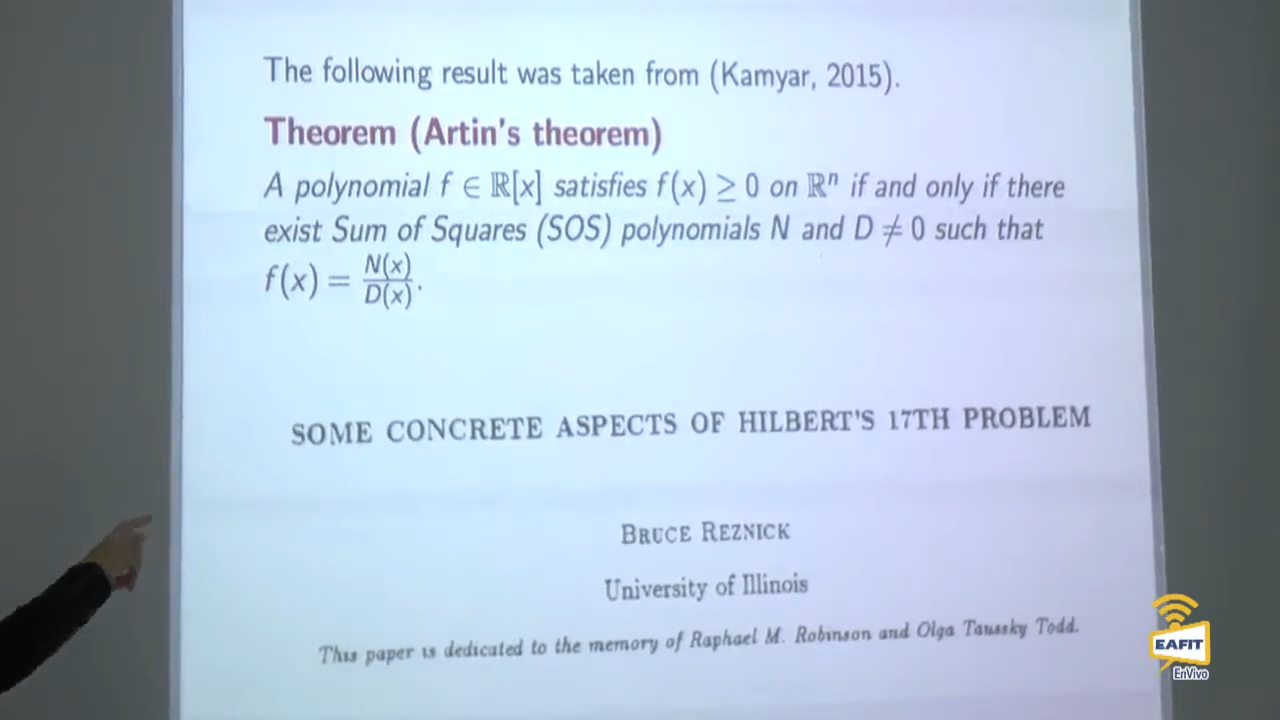 The following result was taken from (Kamyar, 2015).
Theorem (Artin's theorem)
A polynomial f ∈ ℝ[x] satisfies f(x) ≥ 0 on ℝⁿ if and only if there
exist Sum of Squares (SOS) polynomials N and D ≠ 0 such that
f(x) = N(x)/D(x).
SOME CONCRETE ASPECTS OF HILBERT'S 17TH PROBLEM
BRUCE REZNICK
University of Illinois
This paper is dedicated to the memory of Raphael M. Robinson and Olga Taussky Todd.
EAFIT
EnVivo